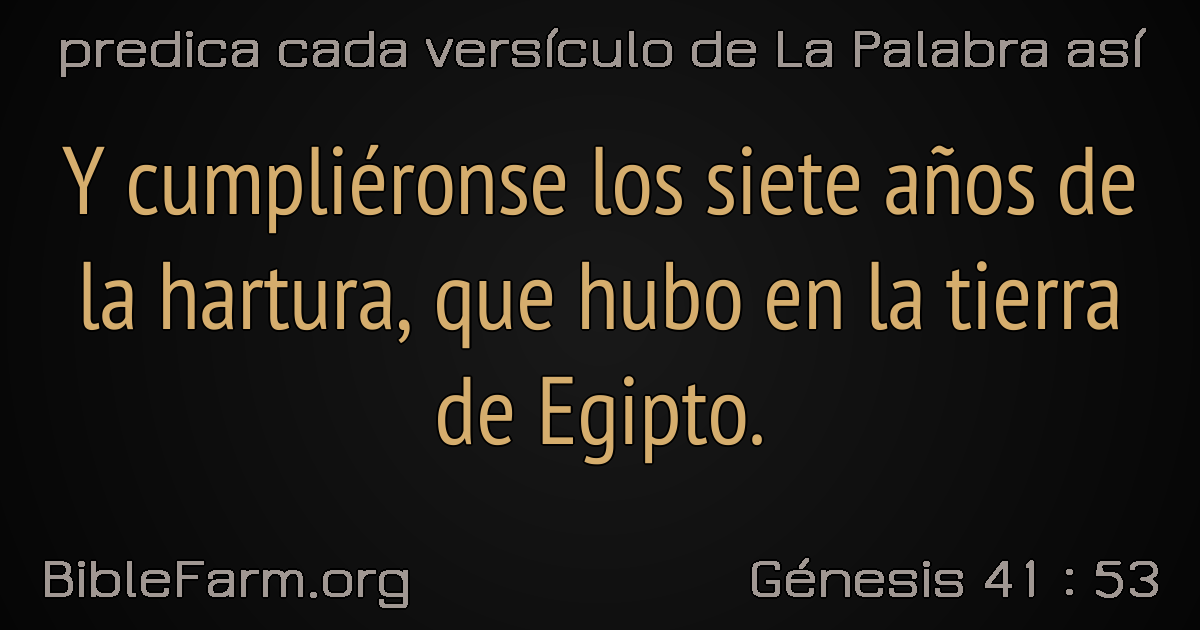 predica cada versículo de La Palabra así
Y cumpliéronse los siete años de
la hartura, que hubo en la tierra
de Egipto.
BibleFarm.org
Génesis 41 : 53